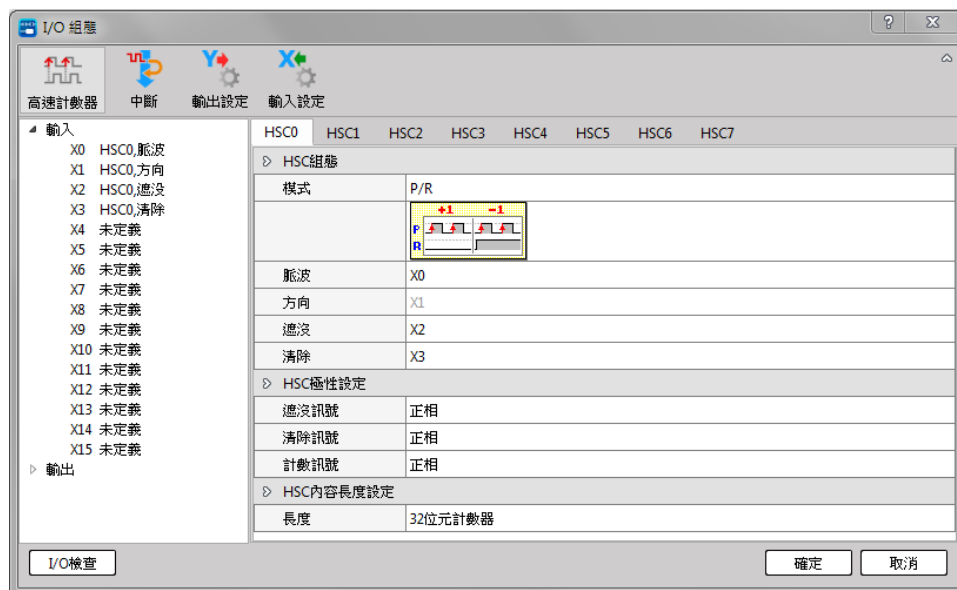 I/O 組態
高速計數器 中斷 輸出設定 輸入設定
輸入
X0 HSC0,脈波
X1 HSC0,方向
X2 HSC0,遮没
X3 HSC0,清除
X4 未定義
X5 未定義
X6 未定義
X7 未定義
X8 未定義
X9 未定義
X10 未定義
X11 未定義
X12 未定義
X13 未定義
X14 未定義
X15 未定義
輸出
HSC0 HSC1 HSC2 HSC3 HSC4 HSC5 HSC6 HSC7
HSC組態
模式 P/R
+1 -1
P
R
脈波 X0
方向 X1
遮沒 X2
清除 X3
HSC極性設定
遮沒訊號 正相
清除訊號 正相
計數訊號 正相
HSC內容長度設定
長度 32位元計數器
I/O檢查 確定 取消